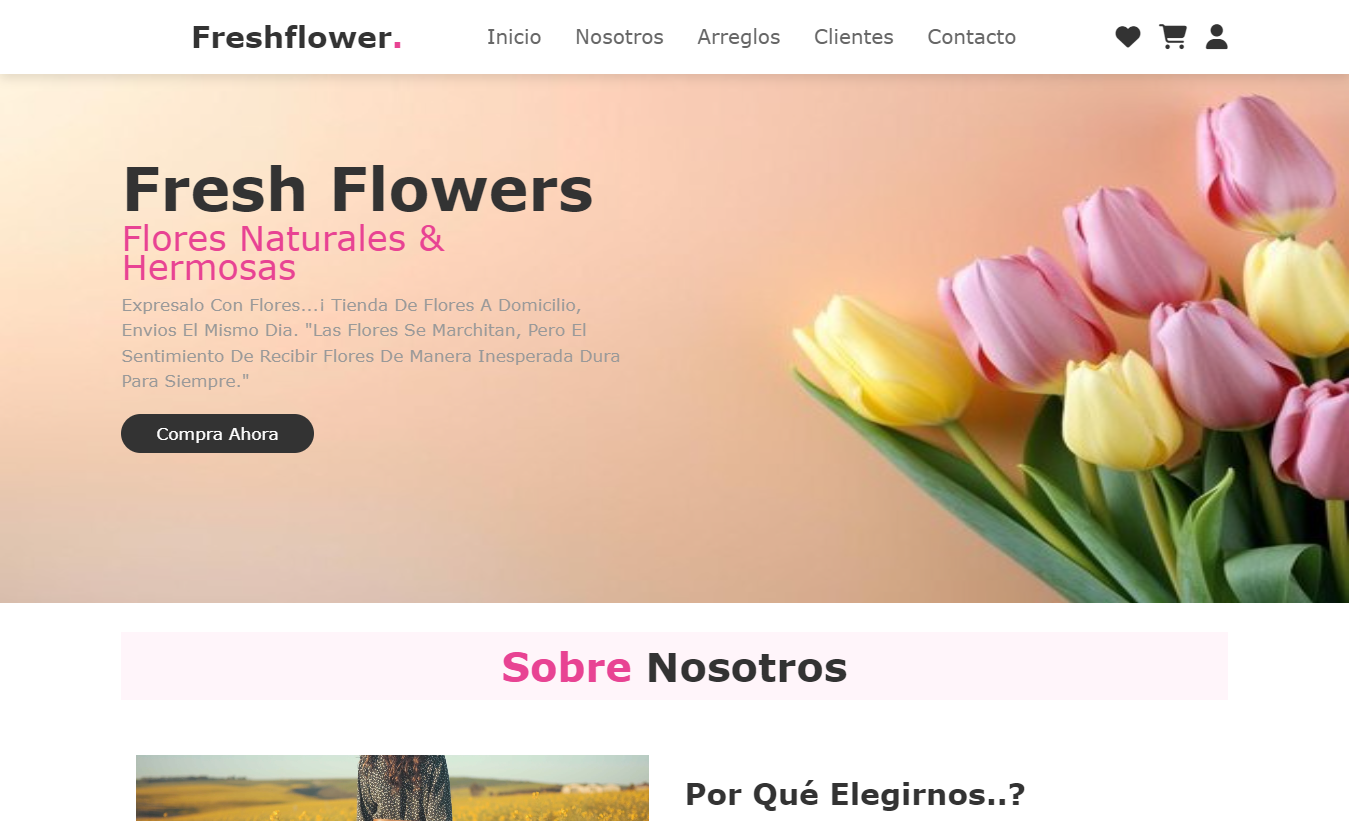 Freshflower.
Inicio Nosotros Arreglos Clientes Contacto
Fresh Flowers
Flores Naturales &
Hermosas
Expresalo Con Flores...¡ Tienda De Flores A Domicilio,
Envios El Mismo Dia. "Las Flores Se Marchitan, Pero El
Sentimiento De Recibir Flores De Manera Inesperada Dura
Para Siempre."
Compra Ahora
Sobre Nosotros
Por Qué Elegirnos..?